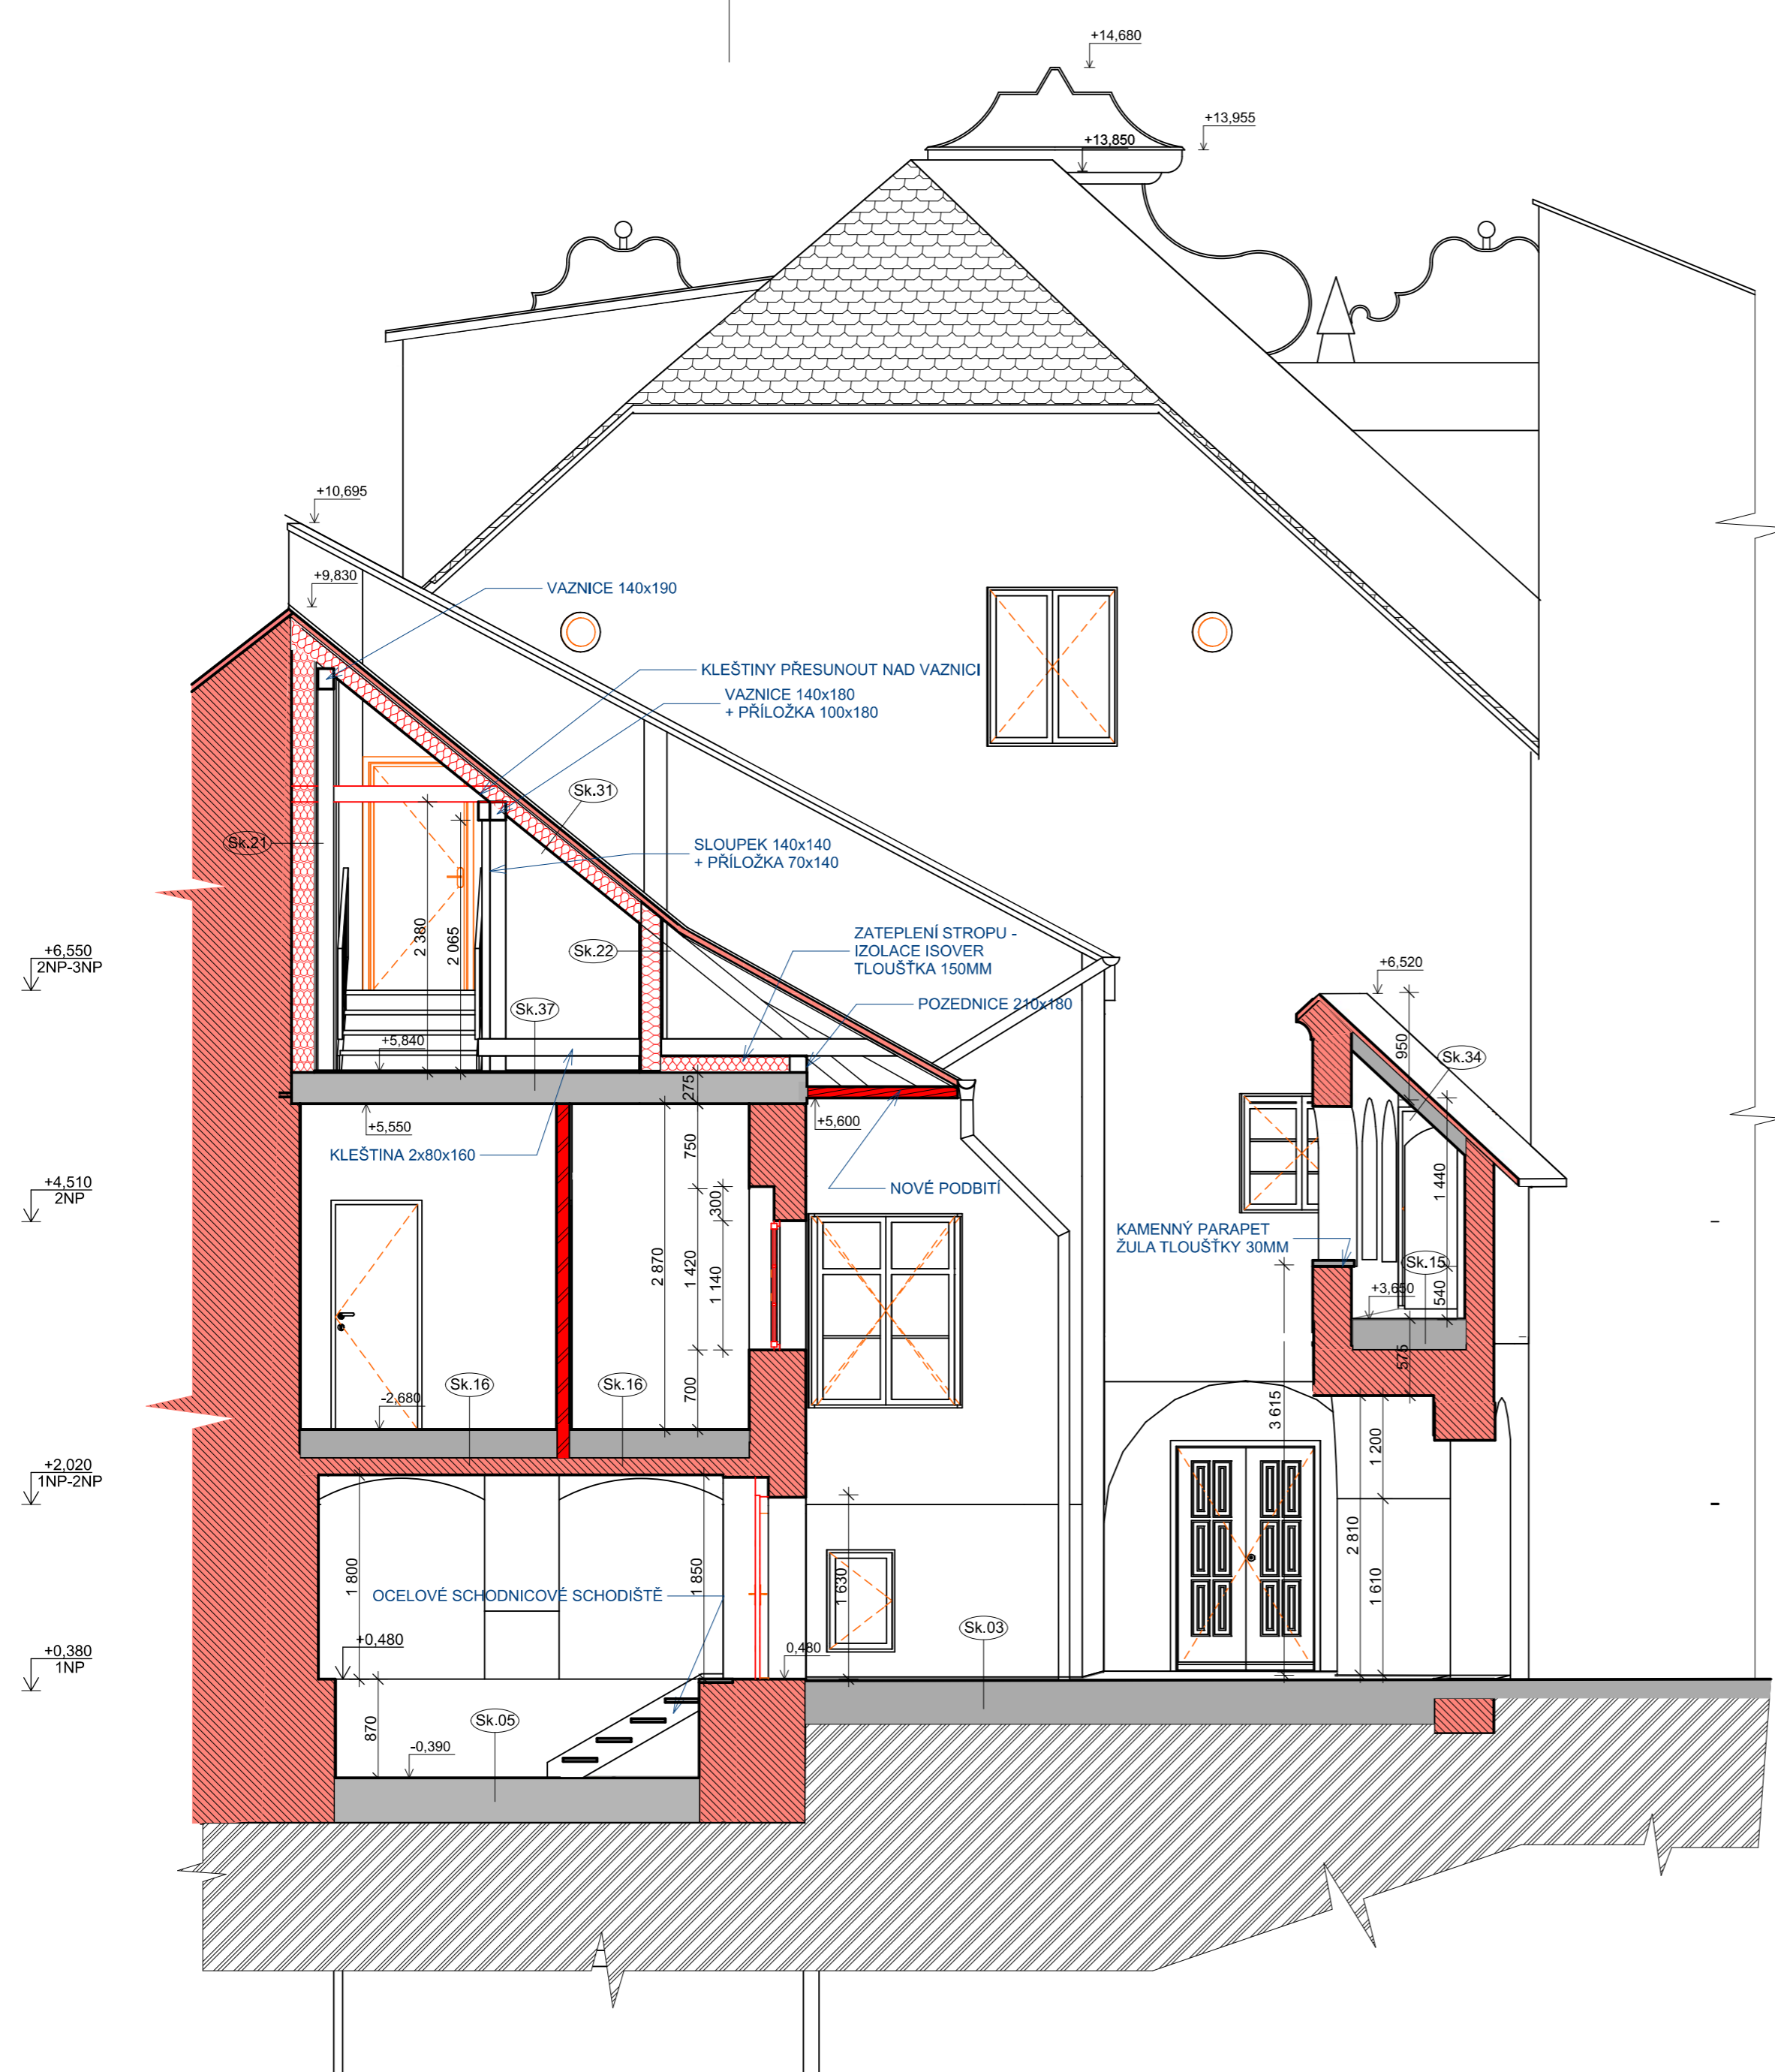 +14,680
+13,955
+13,850
+10,695
+9,830
VAZNICE 140x190
KLEŠTINY PŘESUNOUT NAD VAZNICI
VAZNICE 140x180
+ PŘÍLOŽKA 100x180
Sk.31
Sk.21
SLOUPEK 140x140
+ PŘÍLOŽKA 70x140
2 380
2 065
Sk.22
ZATEPLENÍ STROPU -
IZOLACE ISOVER
TLOUŠŤKA 150MM
+6,550
2NP-3NP
+6,520
POZEDNICE 210x180
Sk.37
+5,840
950
Sk.34
275
+5,550
+5,600
KLEŠTINA 2x80x160
750
NOVÉ PODBITÍ
+4,510
2NP
300
1 440
KAMENNÝ PARAPET
ŽULA TLOUŠŤKY 30MM
2 870
1 420
1 140
Sk.15
+3,650
540
575
Sk.16
Sk.16
-2,680
700
3 615
1 200
+2,020
1NP-2NP
2 810
1 800
1 850
1 630
1 610
OCELOVÉ SCHODNICOVÉ SCHODIŠTĚ
Sk.03
+0,480
0,480
+0,380
1NP
870
Sk.05
-0,390